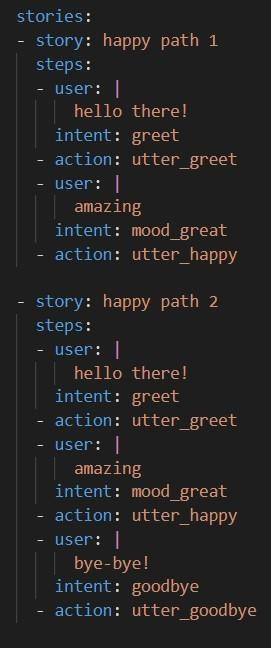 stories:
- story: happy path 1
  steps:
  - user: |
      hello there!
    intent: greet
  - action: utter_greet
  - user: |
      amazing
    intent: mood_great
  - action: utter_happy

- story: happy path 2
  steps:
  - user: |
      hello there!
    intent: greet
  - action: utter_greet
  - user: |
      amazing
    intent: mood_great
  - action: utter_happy
  - user: |
      bye-bye!
    intent: goodbye
  - action: utter_goodbye